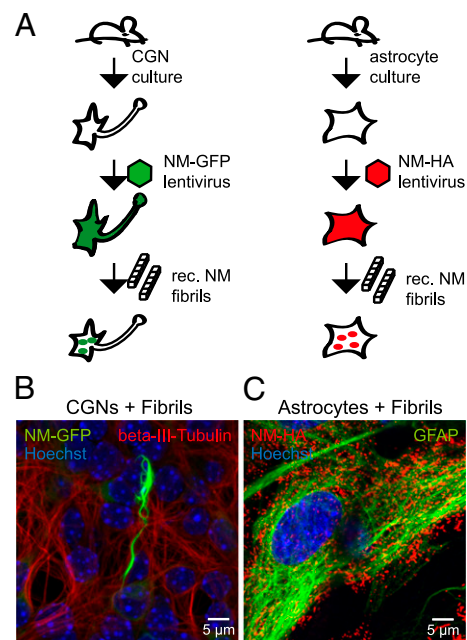 A
CGN
culture
astrocyte
culture
NM-GFP
lentivirus
NM-HA
lentivirus
rec. NM
fibrils
rec. NM
fibrils
B
CGNs + Fibrils
NM-GFP
beta-III-Tubulin
Hoechst
5 µm
C
Astrocytes + Fibrils
NM-HA
GFAP
Hoechst
5 µm